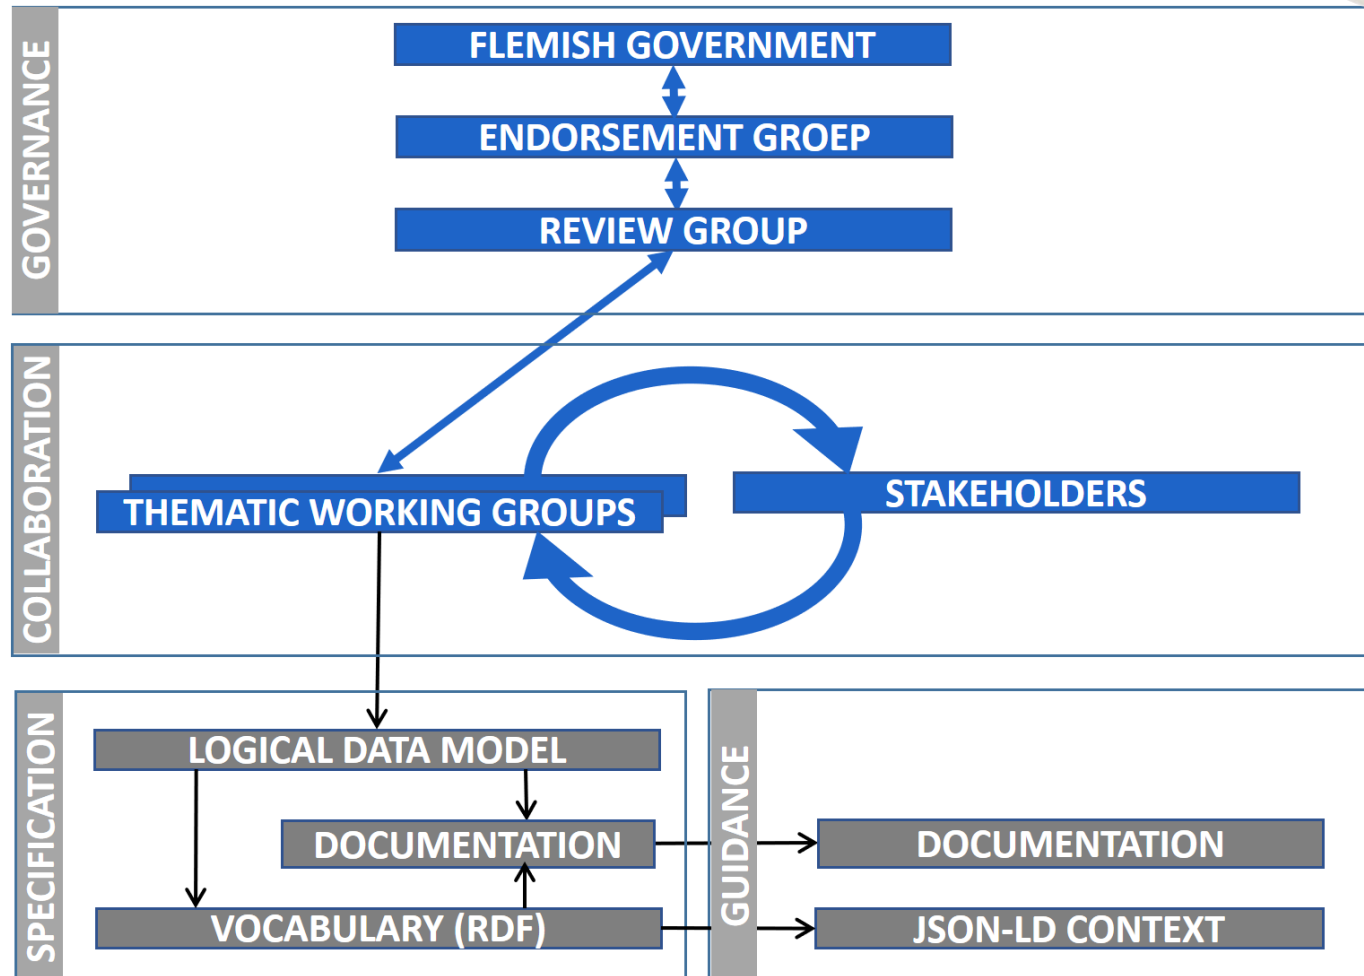 GOVERNANCE
FLEMISH GOVERNMENT
ENDORSEMENT GROEP
REVIEW GROUP
COLLABORATION
THEMATIC WORKING GROUPS
STAKEHOLDERS
SPECIFICATION
LOGICAL DATA MODEL
DOCUMENTATION
VOCABULARY (RDF)
GUIDANCE
DOCUMENTATION
JSON-LD CONTEXT